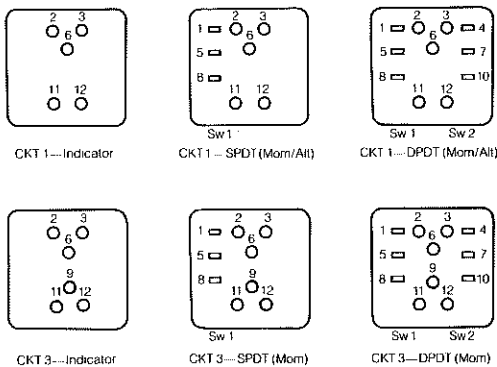 2 3
6
11 12
CKT 1—Indicator
1 2 3
6
5
8
11 12
Sw 1
CKT 1—SPDT (Mom/Alt)
1 2 3 4
6
5 7
8 10
11 12
Sw 1 Sw 2
CKT 1—DPDT (Mom/Alt)
2 3
6
9
11 12
CKT 3—Indicator
1 2 3
6
5
8 9
11 12
Sw 1
CKT 3—SPDT (Mom)
1 2 3 4
6
5 7
8 9 10
11 12
Sw 1 Sw 2
CKT 3—DPDT (Mom)